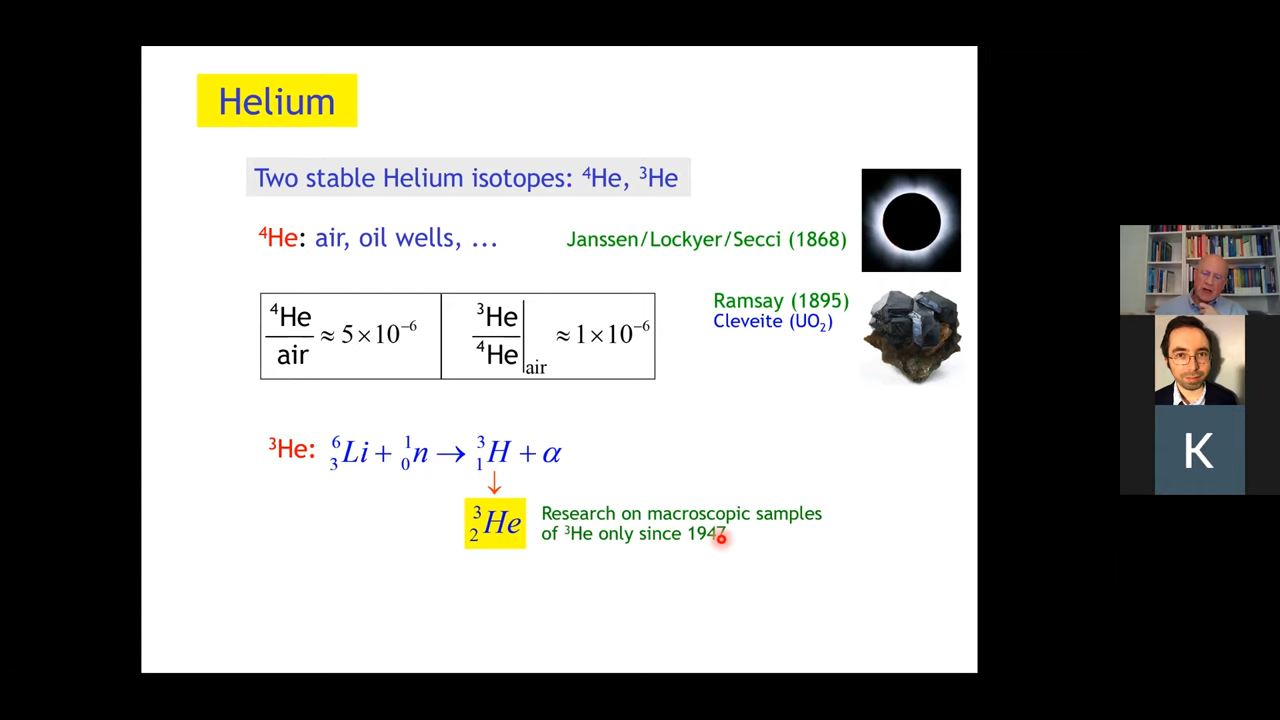 Helium
Two stable Helium isotopes: ⁴He, ³He
⁴He: air, oil wells, ...
Janssen/Lockyer/Secci (1868)
⁴He/air ≈ 5×10⁻⁶
³He/⁴He|air ≈ 1×10⁻⁶
Ramsay (1895)
Cleveite (UO₂)
³He: ⁶₃Li + ¹₀n → ³₁H + α
↓
³₂He
Research on macroscopic samples
of ³He only since 1947
K